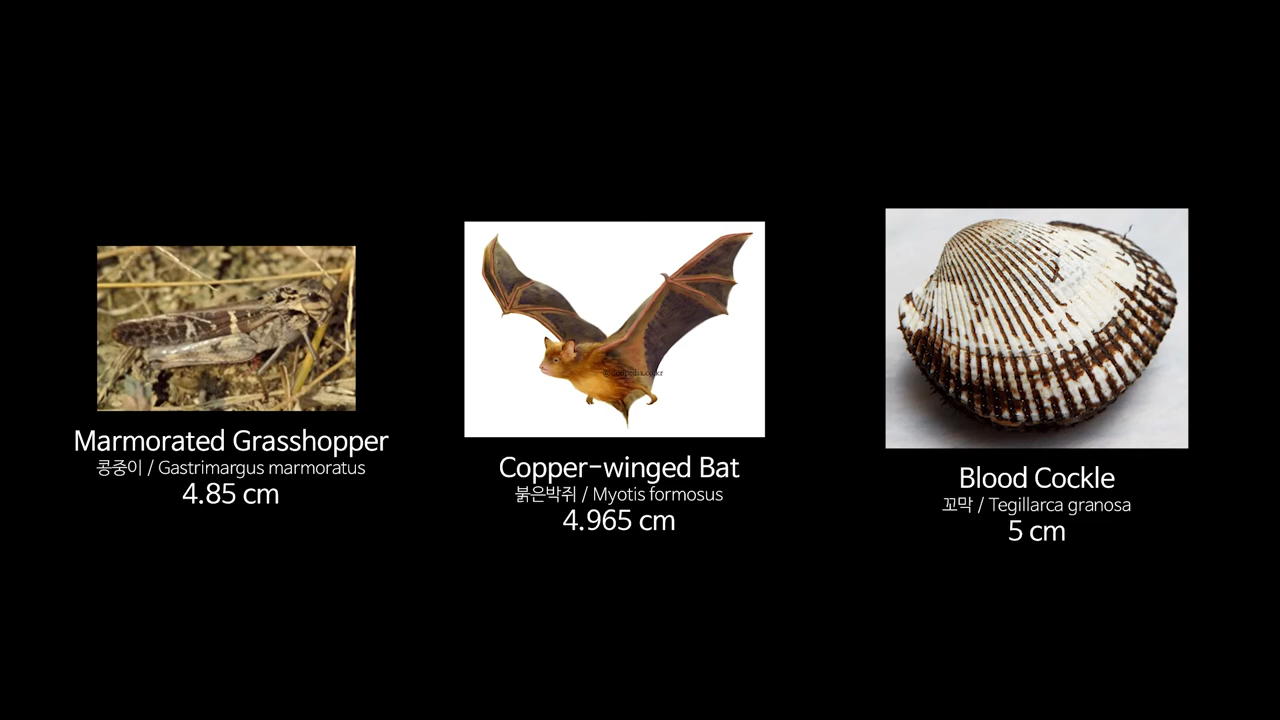 Marmorated Grasshopper
콩중이 / Gastrimargus marmoratus
4.85 cm
Copper-winged Bat
붉은박쥐 / Myotis formosus
4.965 cm
Blood Cockle
꼬막 / Tegillarca granosa
5 cm